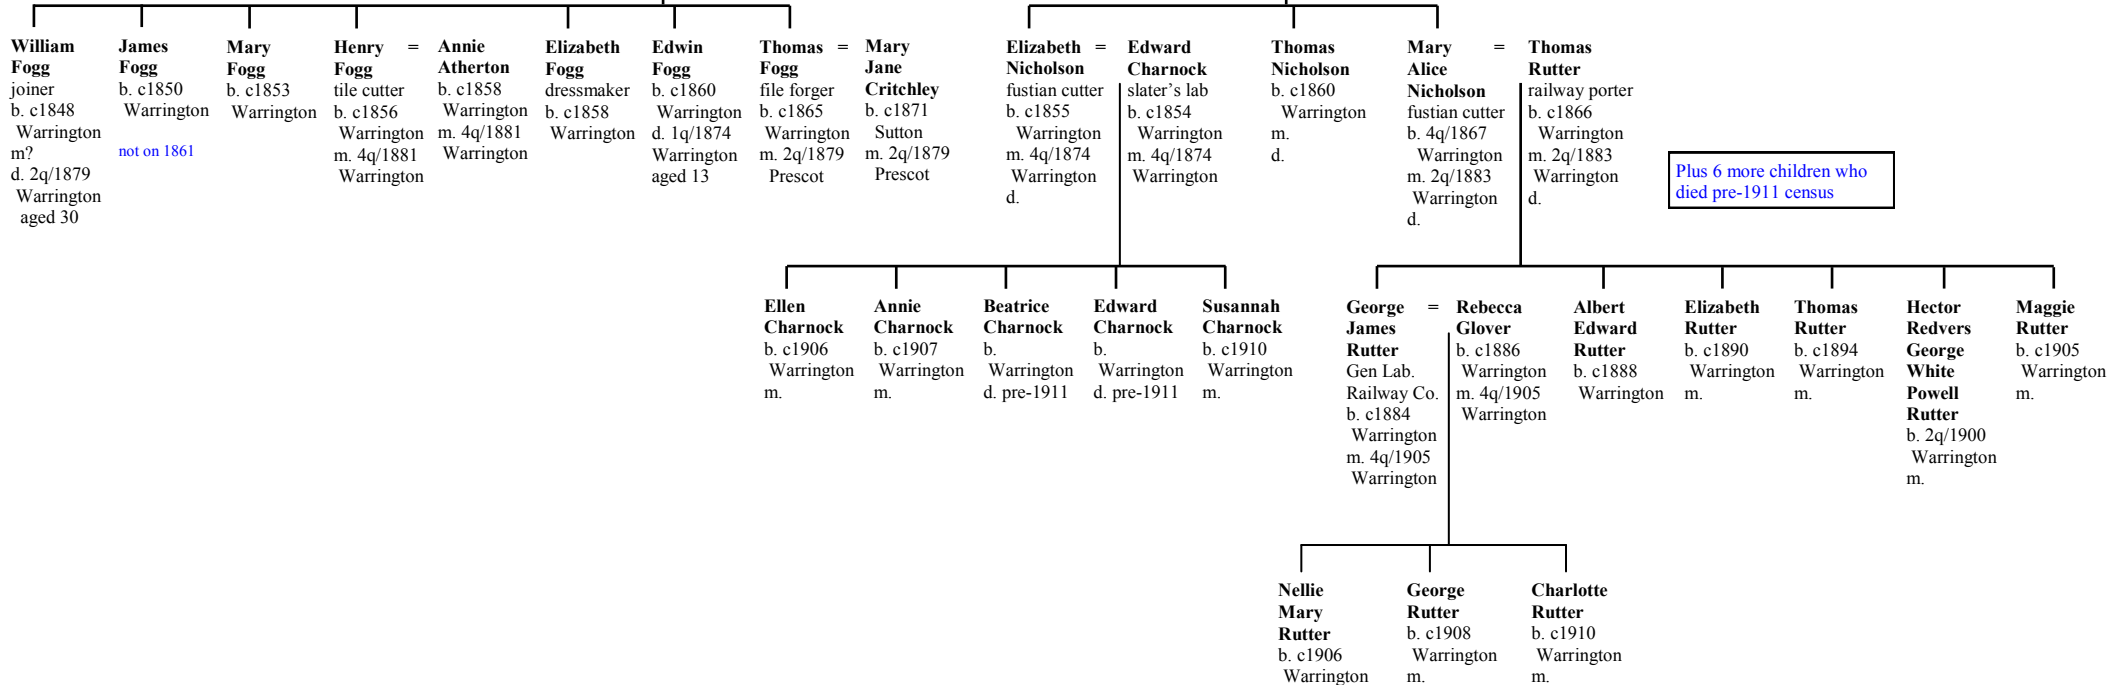 William
Fogg
joiner
b. c1848
Warrington
m?
d. 2q/1879
Warrington
aged 30
James
Fogg
b. c1850
Warrington
not on 1861
Mary
Fogg
b. c1853
Warrington
Henry =
Fogg
tile cutter
b. c1856
Warrington
m. 4q/1881
Warrington
Annie
Atherton
b. c1858
Warrington
m. 4q/1881
Warrington
Elizabeth
Fogg
dressmaker
b. c1858
Warrington
Edwin
Fogg
b. c1860
Warrington
d. 1q/1874
Warrington
aged 13
Thomas =
Fogg
file forger
b. c1865
Warrington
m. 2q/1879
Prescot
Mary
Jane
Critchley
b. c1871
Sutton
m. 2q/1879
Prescot
Elizabeth =
Nicholson
fustian cutter
b. c1855
Warrington
m. 4q/1874
Warrington
d.
Edward
Charnock
slater's lab
b. c1854
Warrington
m. 4q/1874
Warrington
Thomas
Nicholson
b. c1860
Warrington
m.
d.
Mary =
Alice
Nicholson
fustian cutter
b. 4q/1867
Warrington
m. 2q/1883
Warrington
d.
Thomas
Rutter
railway porter
b. c1866
Warrington
m. 2q/1883
Warrington
d.
Plus 6 more children who
died pre-1911 census
Ellen
Charnock
b. c1906
Warrington
m.
Annie
Charnock
b. c1907
Warrington
m.
Beatrice
Charnock
b.
Warrington
d. pre-1911
Edward
Charnock
b.
Warrington
d. pre-1911
Susannah
Charnock
b. c1910
Warrington
m.
George =
James
Rutter
Gen Lab.
Railway Co.
b. c1884
Warrington
m. 4q/1905
Warrington
Rebecca
Glover
b. c1886
Warrington
m. 4q/1905
Warrington
Albert
Edward
Rutter
b. c1888
Warrington
Elizabeth
Rutter
b. c1890
Warrington
m.
Thomas
Rutter
b. c1894
Warrington
m.
Hector
Redvers
George
White
Powell
Rutter
b. 2q/1900
Warrington
m.
Maggie
Rutter
b. c1905
Warrington
m.
Nellie
Mary
Rutter
b. c1906
Warrington
George
Rutter
b. c1908
Warrington
m.
Charlotte
Rutter
b. c1910
Warrington
m.